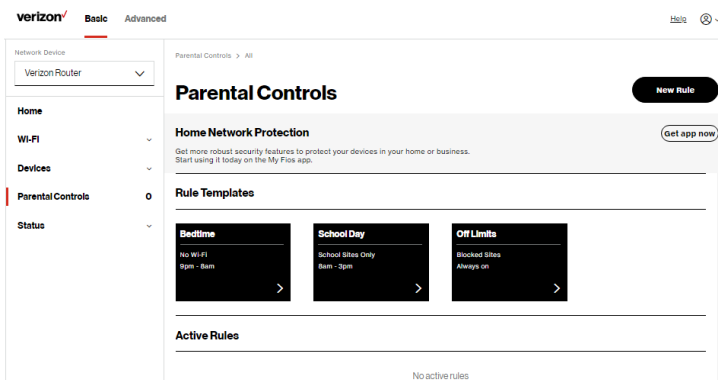 verizon
Basic
Advanced
Help
Network Device
Verizon Router
Home
Wi-Fi
Devices
Parental Controls 0
Status
Parental Controls > All
Parental Controls
New Rule
Home Network Protection
Get more robust security features to protect your devices in your home or business.
Start using it today on the My Fios app.
Get app now
Rule Templates
Bedtime
No Wi-Fi
9pm - 8am
School Day
School Sites Only
8am - 3pm
Off Limits
Blocked Sites
Always on
Active Rules
No active rules